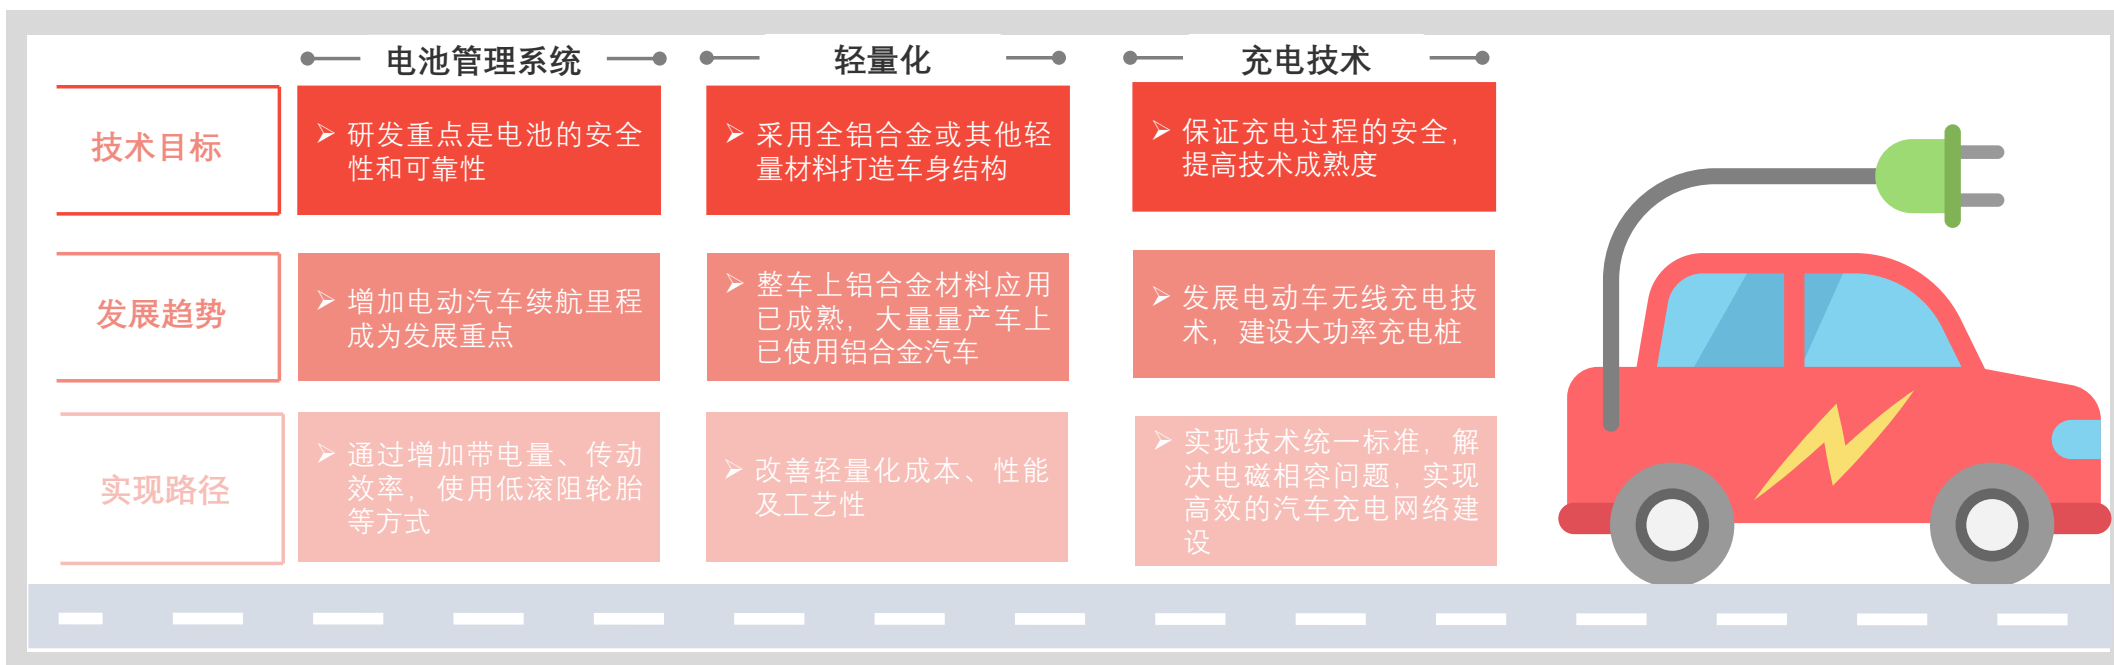 电池管理系统
轻量化
充电技术
技术目标
研发重点是电池的安全
性和可靠性
采用全铝合金或其他轻
量材料打造车身结构
保证充电过程的安全,
提高技术成熟度
发展趋势
增加电动汽车续航里程
成为发展重点
整车上铝合金材料应用
已成熟, 大量量产车上
已使用铝合金汽车
发展电动车无线充电技
术, 建设大功率充电桩
实现路径
通过增加带电量、传动
效率, 使用低滚阻轮胎
等方式
改善轻量化成本、性能
及工艺性
实现技术统一标准, 解
决电磁相容问题, 实现
高效的汽车充电网络建
设